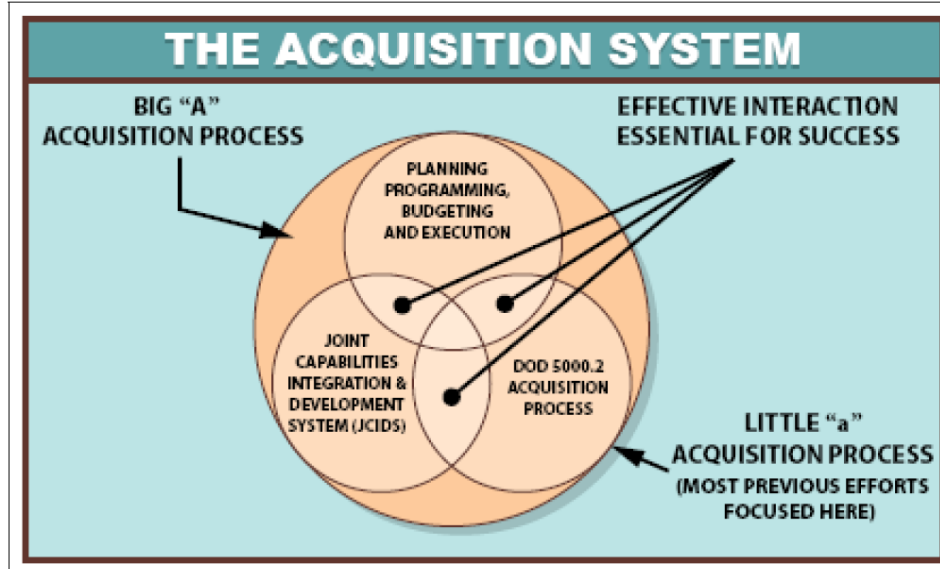 THE ACQUISITION SYSTEM
BIG “A”
ACQUISITION PROCESS
EFFECTIVE INTERACTION
ESSENTIAL FOR SUCCESS
PLANNING
PROGRAMMING,
BUDGETING
AND EXECUTION
JOINT
CAPABILITIES
INTEGRATION &
DEVELOPMENT
SYSTEM (JCIDS)
DOD 5000.2
ACQUISITION
PROCESS
LITTLE “a”
ACQUISITION PROCESS
(MOST PREVIOUS EFFORTS
FOCUSED HERE)